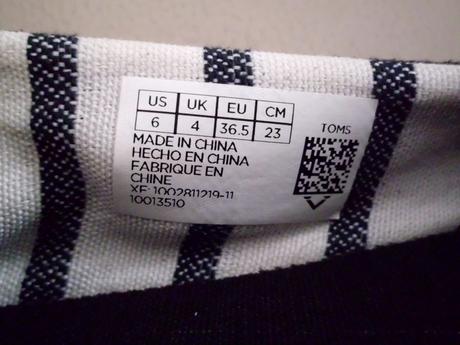 US UK EU CM
6 4 36.5 23
TOMS
MADE IN CHINA
HECHO EN CHINA
FABRIQUE EN
CHINE
XF: 1002811219-11
10013510